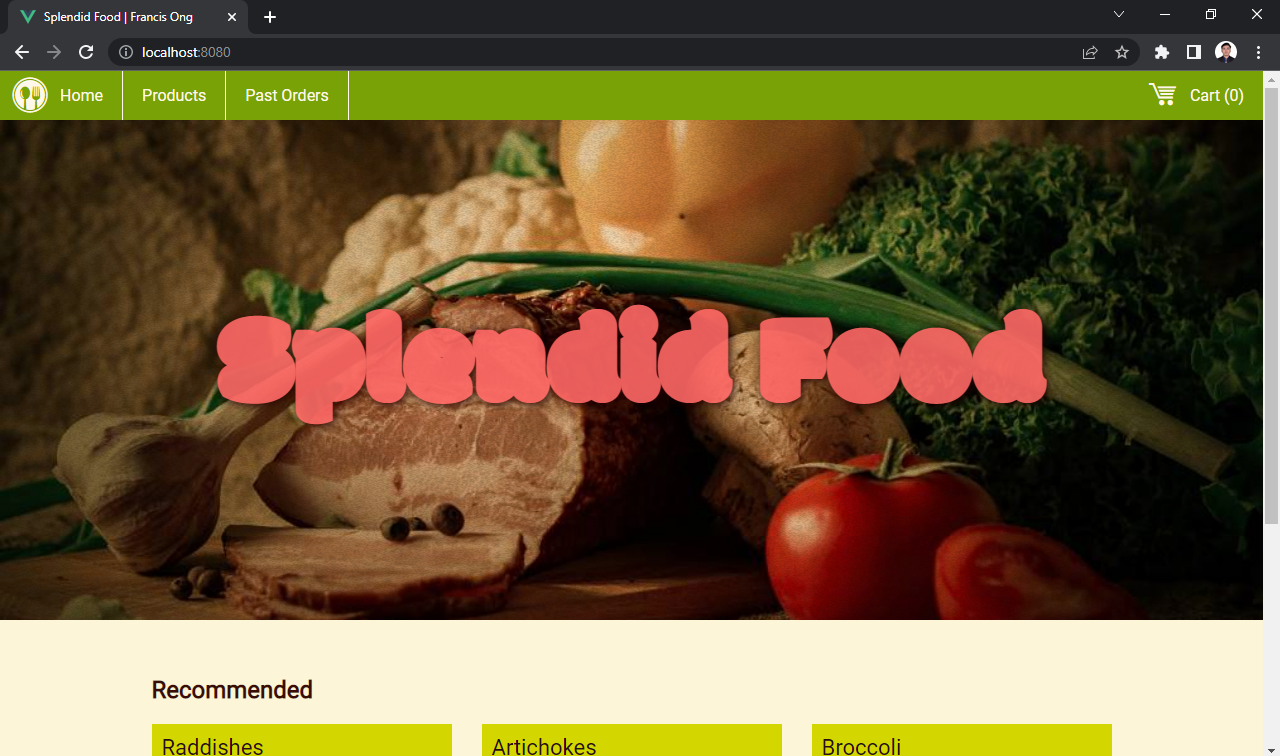 Splendid Food | Francis Ong
localhost:8080
Home
Products
Past Orders
Cart (0)
Splendid Food
Recommended
Raddishes
Artichokes
Broccoli